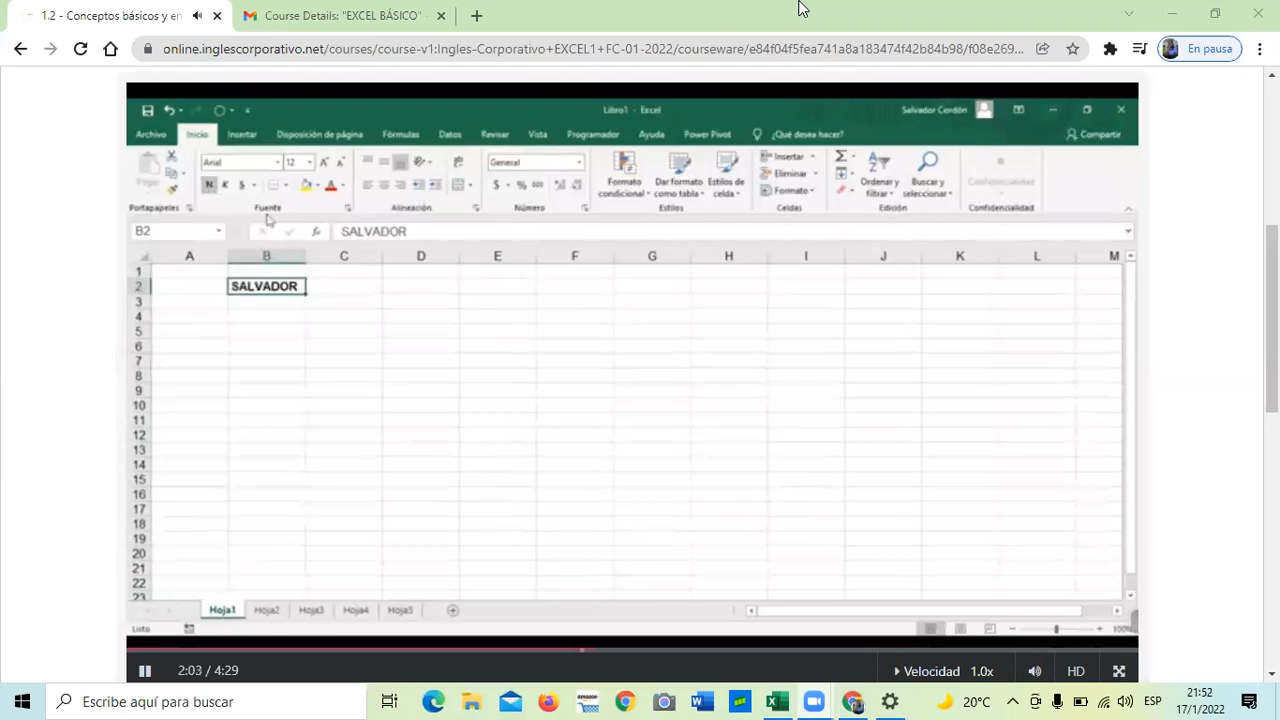 1.2 - Conceptos básicos y en
Course Details: "EXCEL BÁSICO" -
online.inglescorporativo.net/courses/course-v1:Ingles-Corporativo+EXCEL1+FC-01-2022/courseware/e84f04f5fea741a8a183474f42b84b98/f08e269...
En pausa
Libro1 - Excel
Salvador Cordón
Archivo Inicio Insertar Disposición de página Fórmulas Datos Revisar Vista Programador Ayuda Power Pivot ¿Qué desea hacer? Compartir
Pegar
Arial 12
General
Formato condicional
Dar formato como tabla
Estilos de celda
Insertar
Eliminar
Formato
Ordenar y filtrar
Buscar y seleccionar
Confidencialidad
N K S
$ % 000
Portapapeles Fuente Alineación Número Estilos Celdas Edición Confidencialidad
B2 fx SALVADOR
A B C D E F G H I J K L M
1
2 SALVADOR
3
4
5
6
7
8
9
10
11
12
13
14
15
16
17
18
19
20
21
22
23
Hoja1 Hoja2 Hoja3 Hoja4 Hoja5
Listo 100%
2:03 / 4:29 Velocidad 1.0x HD
Escribe aquí para buscar
20°C ESP
21:52
17/1/2022